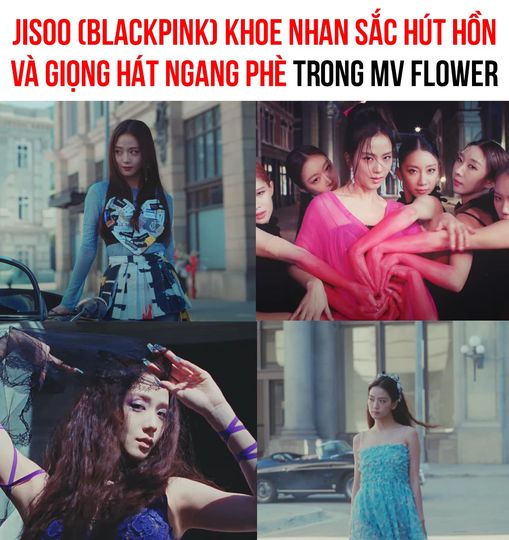 JISOO (BLACKPINK) KHOE NHAN SẮC HÚT HỒN
VÀ GIỌNG HÁT NGANG PHÈ TRONG MV FLOWER